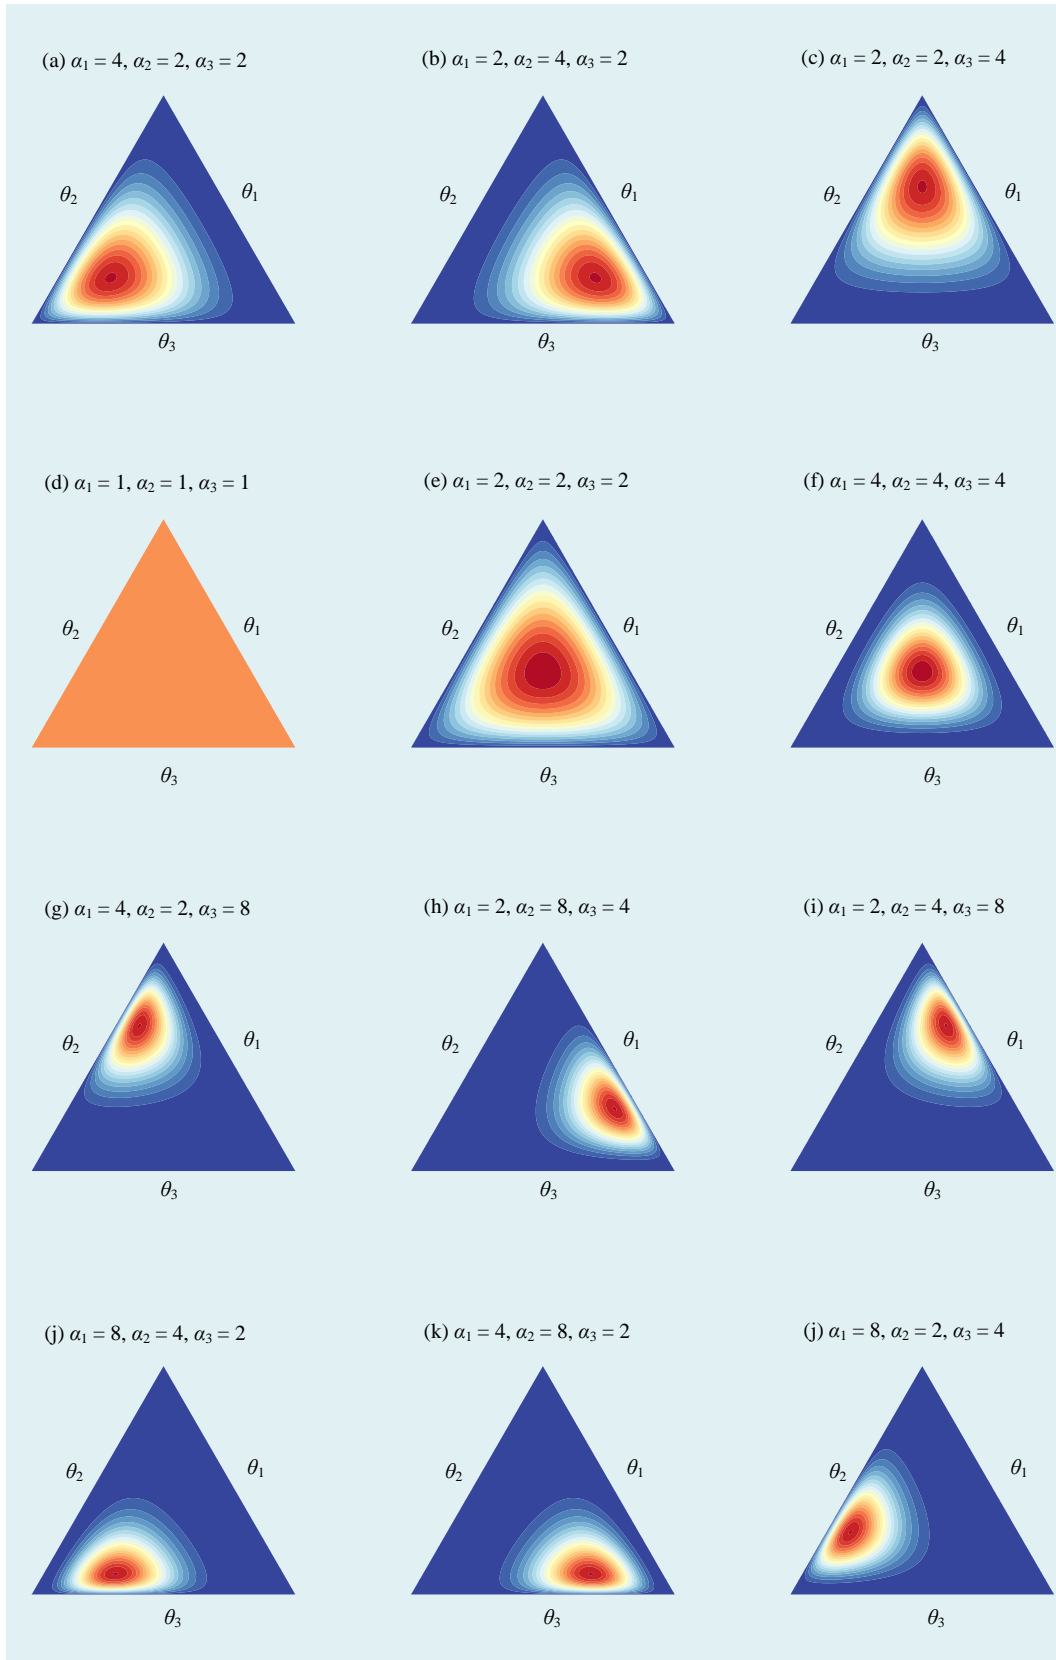 (a) α₁ = 4, α₂ = 2, α₃ = 2
(b) α₁ = 2, α₂ = 4, α₃ = 2
(c) α₁ = 2, α₂ = 2, α₃ = 4
θ₂ θ₁ θ₂ θ₁ θ₂ θ₁
θ₃ θ₃ θ₃
(d) α₁ = 1, α₂ = 1, α₃ = 1
(e) α₁ = 2, α₂ = 2, α₃ = 2
(f) α₁ = 4, α₂ = 4, α₃ = 4
θ₂ θ₁ θ₂ θ₁ θ₂ θ₁
θ₃ θ₃ θ₃
(g) α₁ = 4, α₂ = 2, α₃ = 8
(h) α₁ = 2, α₂ = 8, α₃ = 4
(i) α₁ = 2, α₂ = 4, α₃ = 8
θ₂ θ₁ θ₂ θ₁ θ₂ θ₁
θ₃ θ₃ θ₃
(j) α₁ = 8, α₂ = 4, α₃ = 2
(k) α₁ = 4, α₂ = 8, α₃ = 2
(j) α₁ = 8, α₂ = 2, α₃ = 4
θ₂ θ₁ θ₂ θ₁ θ₂ θ₁
θ₃ θ₃ θ₃